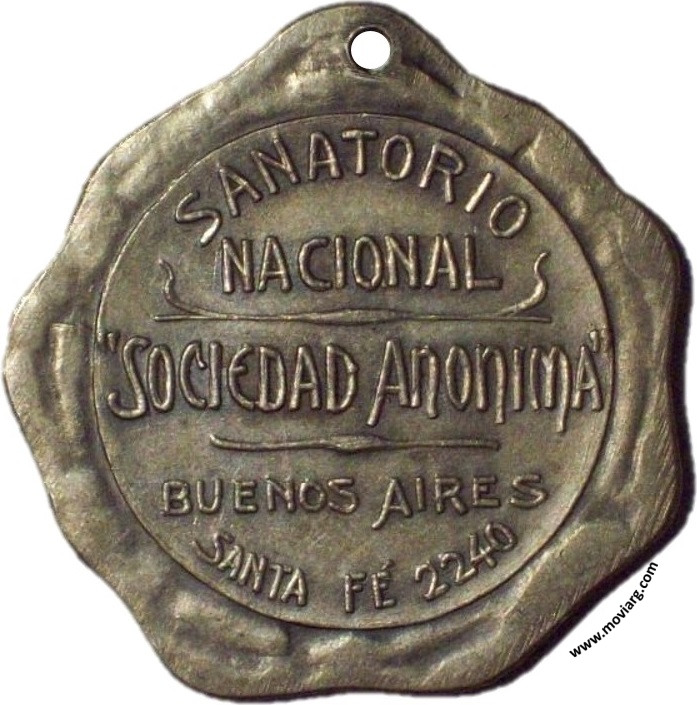 SANATORIO
NACIONAL
"SOCIEDAD ANONIMA"
BUENOS AIRES
SANTA FÉ 2240
www.moviarg.com